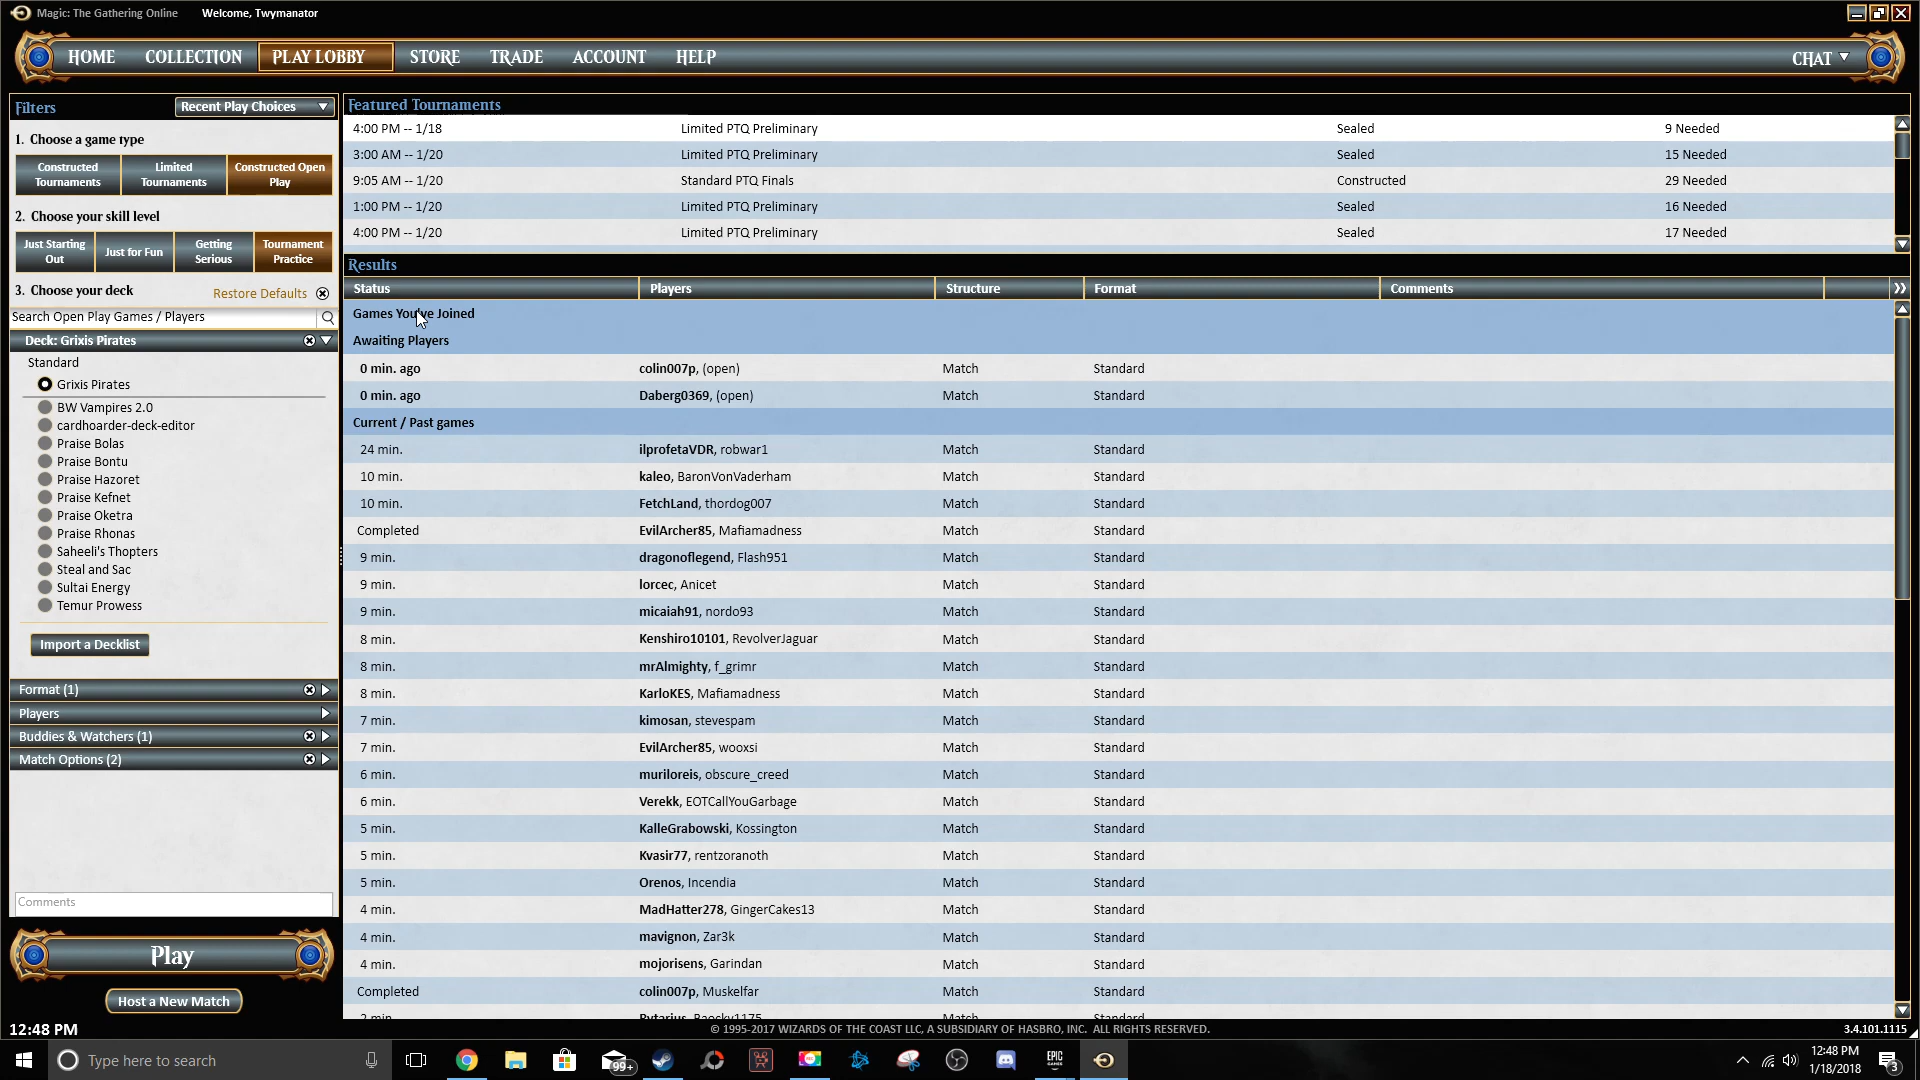 Magic: The Gathering Online Welcome, Twymanator
HOME COLLECTION PLAY LOBBY STORE TRADE ACCOUNT HELP CHAT
Filters Recent Play Choices
1. Choose a game type
Constructed Tournaments Limited Tournaments Constructed Open Play
2. Choose your skill level
Just Starting Out Just for Fun Getting Serious Tournament Practice
3. Choose your deck Restore Defaults
Search Open Play Games / Players
Deck: Grixis Pirates
Standard
Grixis Pirates
BW Vampires 2.0
cardhoarder-deck-editor
Praise Bolas
Praise Bontu
Praise Hazoret
Praise Kefnet
Praise Oketra
Praise Rhonas
Saheeli's Thopters
Steal and Sac
Sultai Energy
Temur Prowess
Import a Decklist
Format (1)
Players
Buddies & Watchers (1)
Match Options (2)
Comments
Play
Host a New Match
12:48 PM
Featured Tournaments
4:00 PM -- 1/18 Limited PTQ Preliminary Sealed 9 Needed
3:00 AM -- 1/20 Limited PTQ Preliminary Sealed 15 Needed
9:05 AM -- 1/20 Standard PTQ Finals Constructed 29 Needed
1:00 PM -- 1/20 Limited PTQ Preliminary Sealed 16 Needed
4:00 PM -- 1/20 Limited PTQ Preliminary Sealed 17 Needed
Results
Status Players Structure Format Comments
Games You've Joined
Awaiting Players
0 min. ago colin007p, (open) Match Standard
0 min. ago Daberg0369, (open) Match Standard
Current / Past games
24 min. ilprofetaVDR, robwar1 Match Standard
10 min. kaleo, BaronVonVaderham Match Standard
10 min. FetchLand, thordog007 Match Standard
Completed EvilArcher85, Mafiamadness Match Standard
9 min. dragonoflegend, Flash951 Match Standard
9 min. lorcec, Anicet Match Standard
9 min. micaiah91, nordo93 Match Standard
8 min. Kenshiro10101, RevolverJaguar Match Standard
8 min. mrAlmighty, f_grimr Match Standard
8 min. KarloKES, Mafiamadness Match Standard
7 min. kimosan, stevespam Match Standard
7 min. EvilArcher85, wooxsi Match Standard
6 min. muriloreis, obscure_creed Match Standard
6 min. Verekk, EOTCallYouGarbage Match Standard
5 min. KalleGrabowski, Kossington Match Standard
5 min. Kvasir77, rentzoranoth Match Standard
5 min. Orenos, Incendia Match Standard
4 min. MadHatter278, GingerCakes13 Match Standard
4 min. mavignon, Zar3k Match Standard
4 min. mojorisens, Garindan Match Standard
Completed colin007p, Muskelfar Match Standard
© 1995-2017 WIZARDS OF THE COAST LLC, A SUBSIDIARY OF HASBRO, INC. ALL RIGHTS RESERVED.
3.4.101.1115
Type here to search
99+
EPIC GAMES
12:48 PM
1/18/2018
3